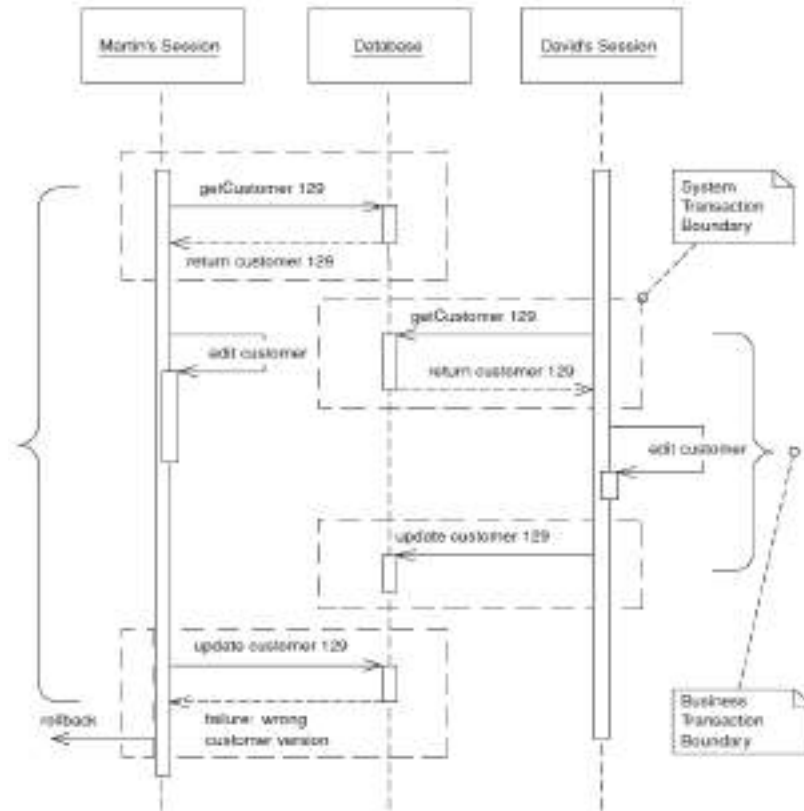 Martin's Session
Database
David's Session
getCustomer 129
return customer 129
System
Transaction
Boundary
getCustomer 129
edit customer
return customer 129
edit customer
update customer 129
update customer 129
failure: wrong
customer version
rollback
Business
Transaction
Boundary